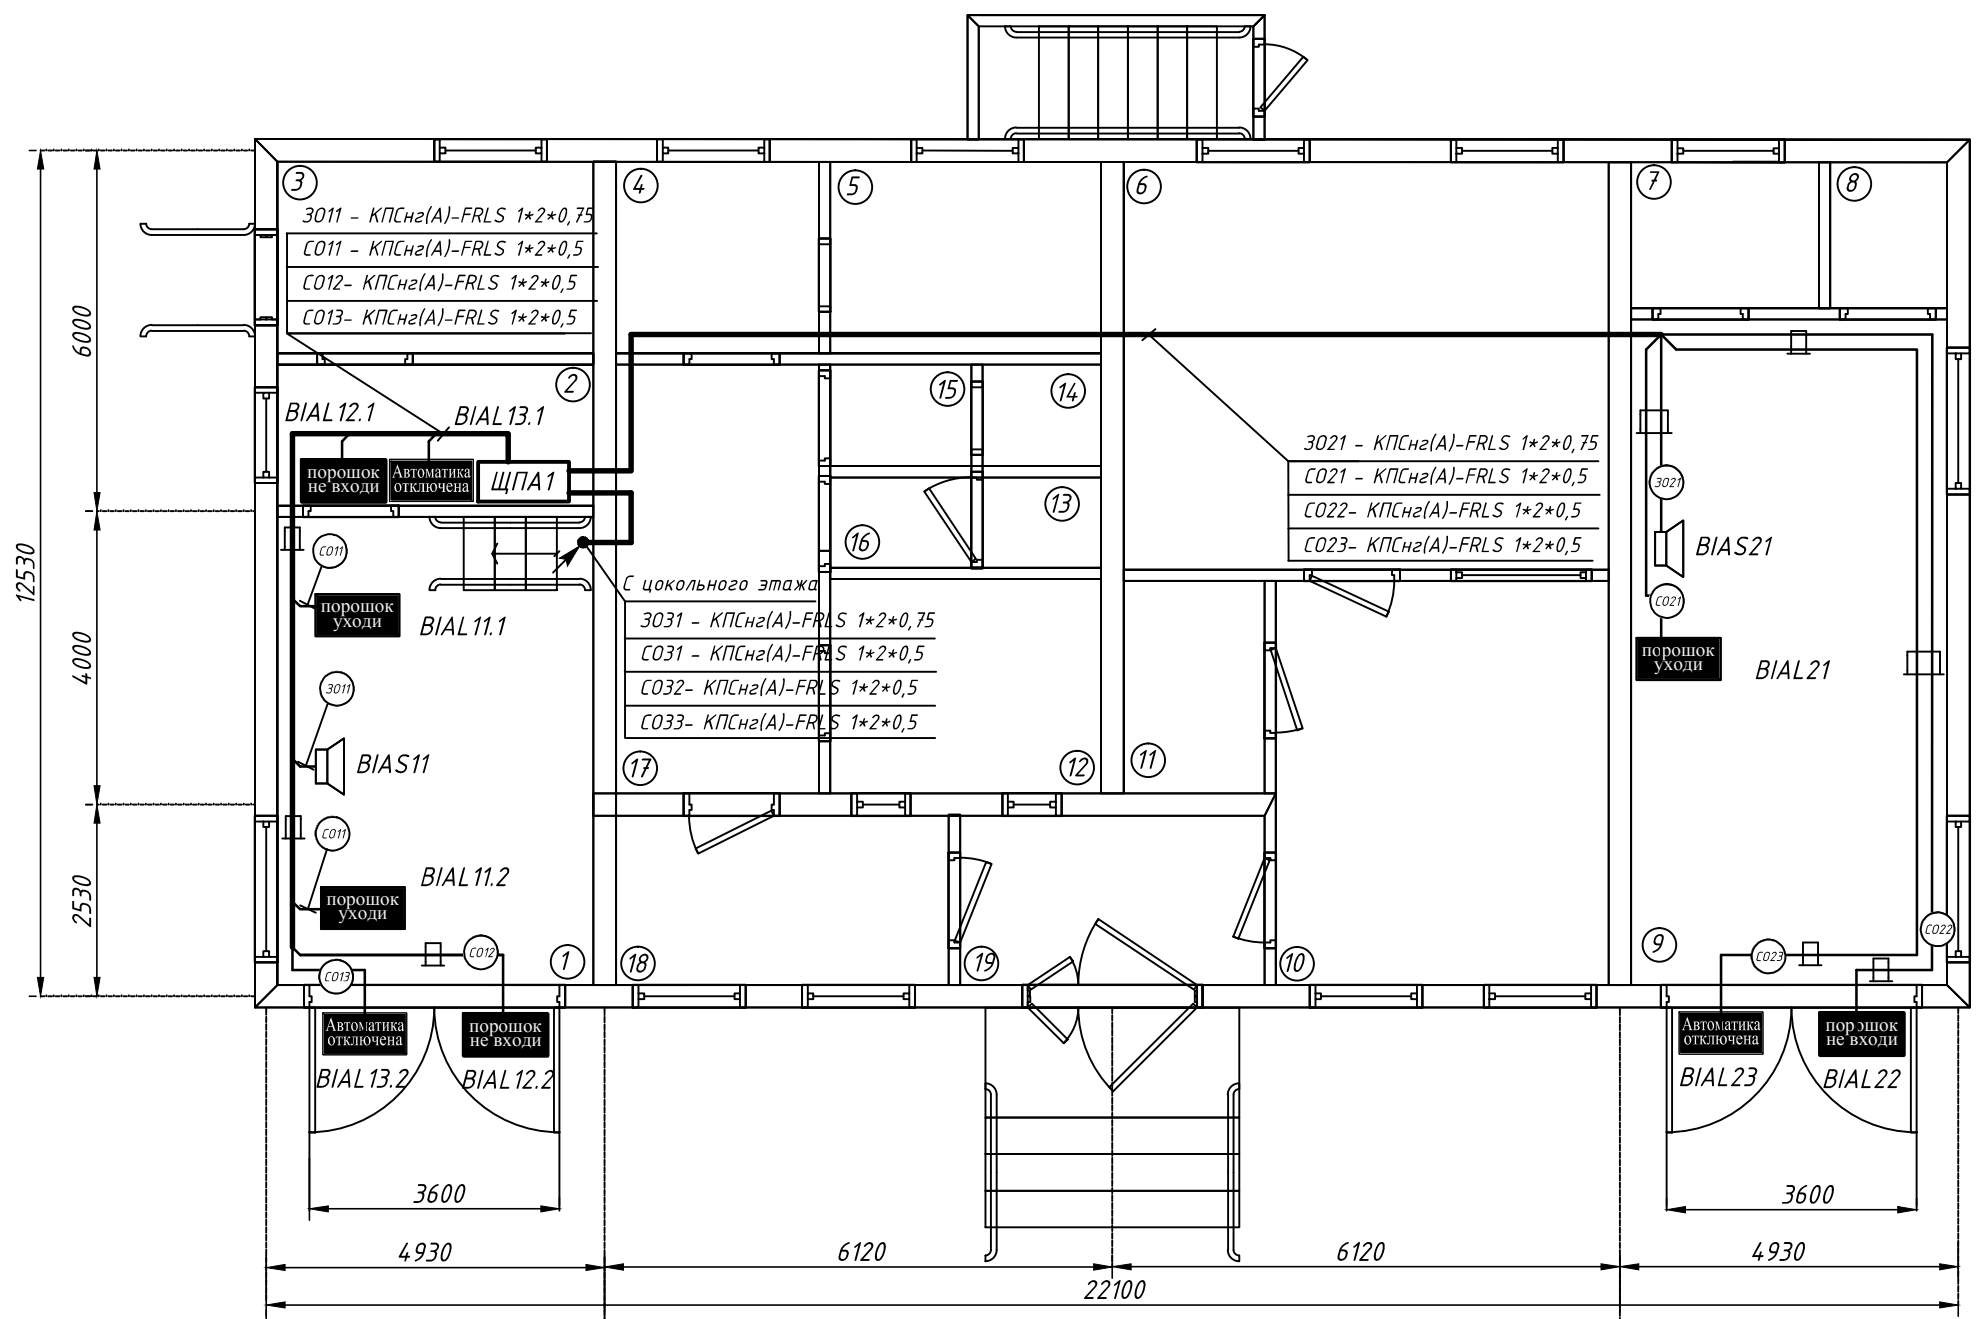 3
4
5
6
7
8
ЗО11 - КПСнг(А)-FRLS 1*2*0,75
СО11 - КПСнг(А)-FRLS 1*2*0,5
СО12- КПСнг(А)-FRLS 1*2*0,5
СО13- КПСнг(А)-FRLS 1*2*0,5
6000
4000
2530
12530
2
15
14
13
16
BIAL12.1
BIAL13.1
порошок
не входи
Автоматика
отключена
ЩПА1
ЗО21 - КПСнг(А)-FRLS 1*2*0,75
СО21 - КПСнг(А)-FRLS 1*2*0,5
СО22- КПСнг(А)-FRLS 1*2*0,5
СО23- КПСнг(А)-FRLS 1*2*0,5
ЗО21
BIAS21
СО21
порошок
уходи
BIAL21
СО11
порошок
уходи
BIAL11.1
С цокольного этажа
ЗО31 - КПСнг(А)-FRLS 1*2*0,75
СО31 - КПСнг(А)-FRLS 1*2*0,5
СО32- КПСнг(А)-FRLS 1*2*0,5
СО33- КПСнг(А)-FRLS 1*2*0,5
ЗО11
BIAS11
17
12
11
СО11
BIAL11.2
порошок
уходи
СО12
СО13
1
18
19
10
9
СО23
СО22
Автоматика
отключена
порошок
не входи
BIAL13.2
BIAL12.2
Автоматика
отключена
порошок
не входи
BIAL23
BIAL22
3600
3600
4930
6120
6120
4930
22100